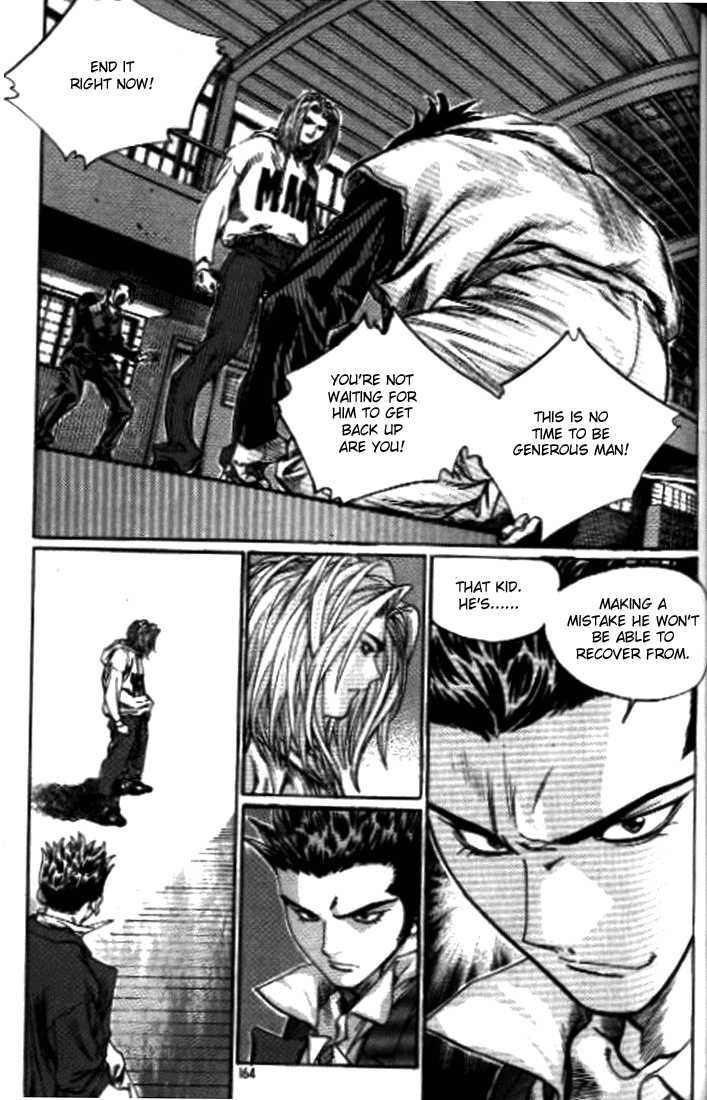 END IT
RIGHT NOW!
MAD
YOU'RE NOT
WAITING FOR
HIM TO GET
BACK UP
ARE YOU!
THIS IS NO
TIME TO BE
GENEROUS MAN!
THAT KID.
HE'S......
MAKING A
MISTAKE HE WON'T
BE ABLE TO
RECOVER FROM.
164